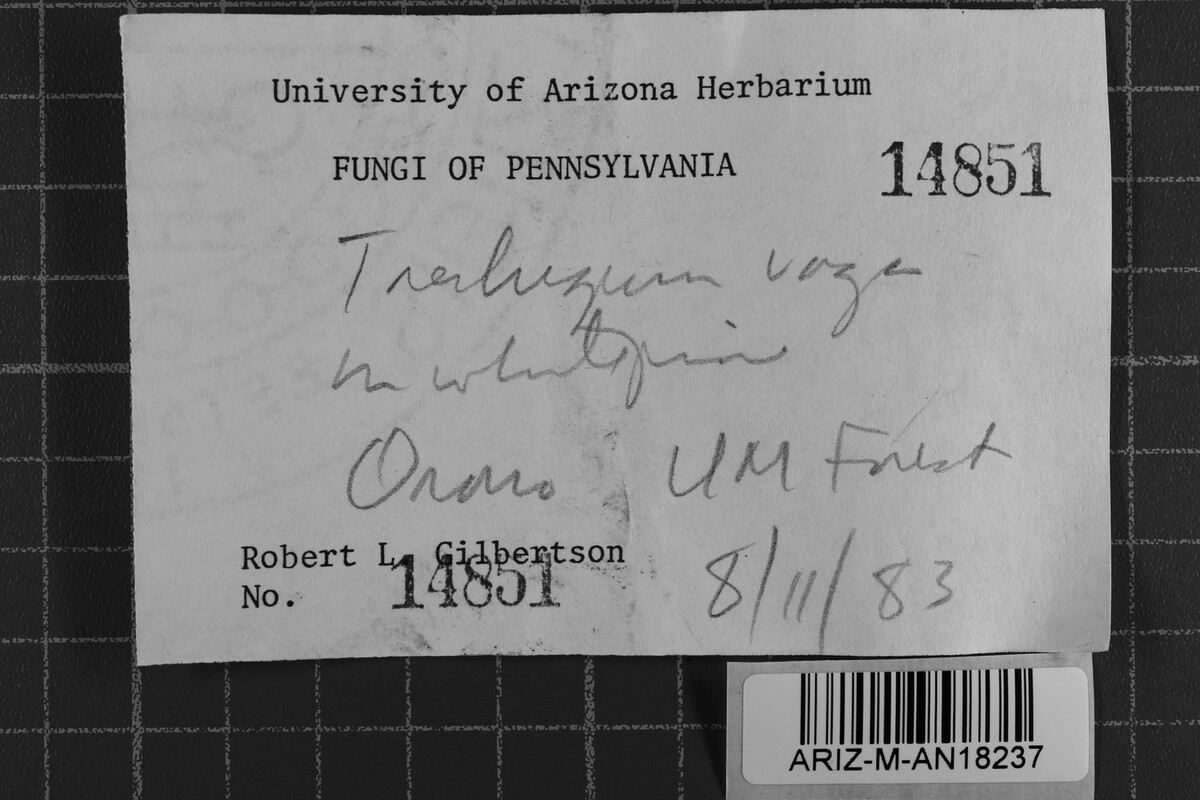 University of Arizona Herbarium
FUNGI OF PENNSYLVANIA
14851
Trechispora vaga
on white pine
Orono UM Forest
Robert L. Gilbertson
No. 14851
8/11/83
ARIZ-M-AN18237